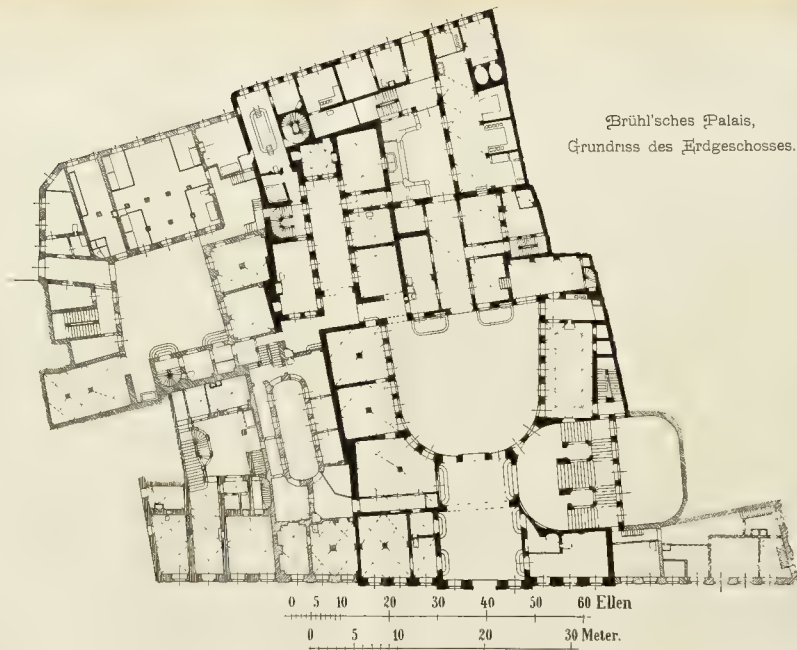 Brühl'sches Palais,
Grundriss des Erdgeschosses.
0 5 10 20 30 40 50 60 Ellen
0 5 10 20 30 Meter.